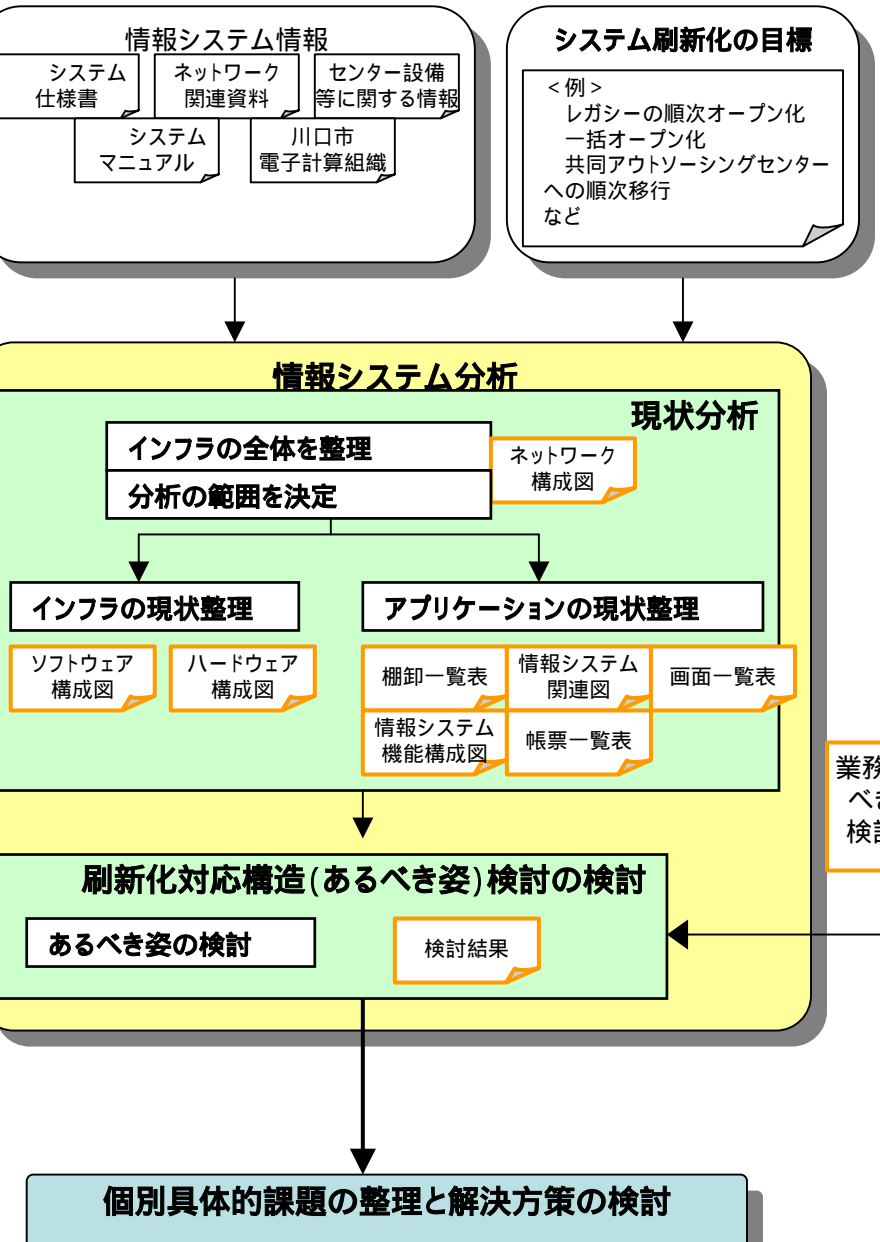 情報システム情報
システム
仕様書
ネットワーク
関連資料
センター設備
等に関する情報
システム
マニュアル
川口市
電子計算組織
システム刷新化の目標
＜例＞
レガシーの順次オープン化
一括オープン化
共同アウトソーシングセンター
への順次移行
など
情報システム分析
現状分析
インフラの全体を整理
分析の範囲を決定
ネットワーク
構成図
インフラの現状整理
アプリケーションの現状整理
ソフトウェア
構成図
ハードウェア
構成図
棚卸一覧表
情報システム
関連図
画面一覧表
情報システム
機能構成図
帳票一覧表
業務
べき
検討
刷新化対応構造(あるべき姿)検討の検討
あるべき姿の検討
検討結果
個別具体的課題の整理と解決方策の検討